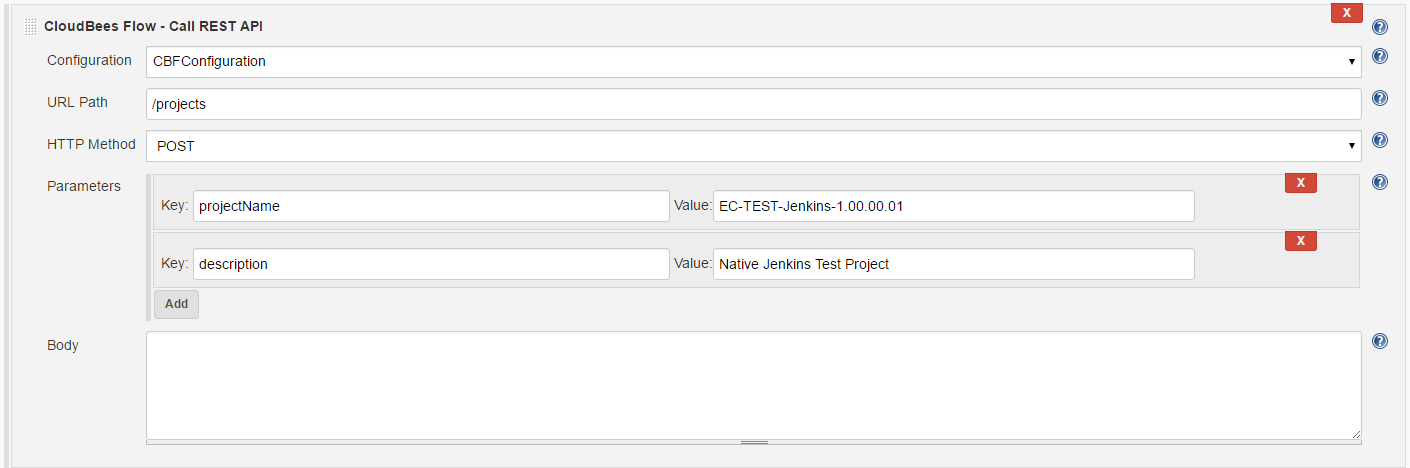 CloudBees Flow - Call REST API
X
Configuration
CBFConfiguration
URL Path
/projects
HTTP Method
POST
Parameters
X
Key: projectName Value: EC-TEST-Jenkins-1.00.00.01
X
Key: description Value: Native Jenkins Test Project
Add
Body